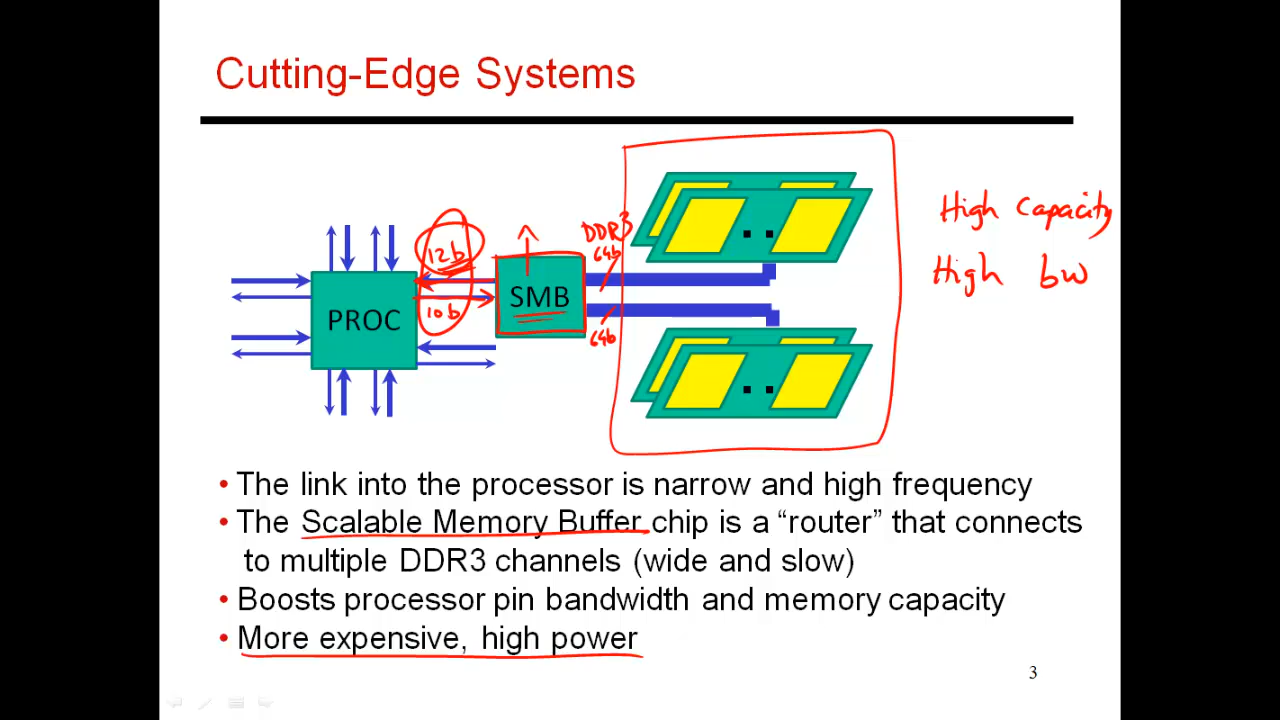 Cutting-Edge Systems
High Capacity
High bw
DDR3
64b
12b
SMB
PROC
10b
64b
• The link into the processor is narrow and high frequency
• The Scalable Memory Buffer chip is a “router” that connects
to multiple DDR3 channels (wide and slow)
• Boosts processor pin bandwidth and memory capacity
• More expensive, high power
3